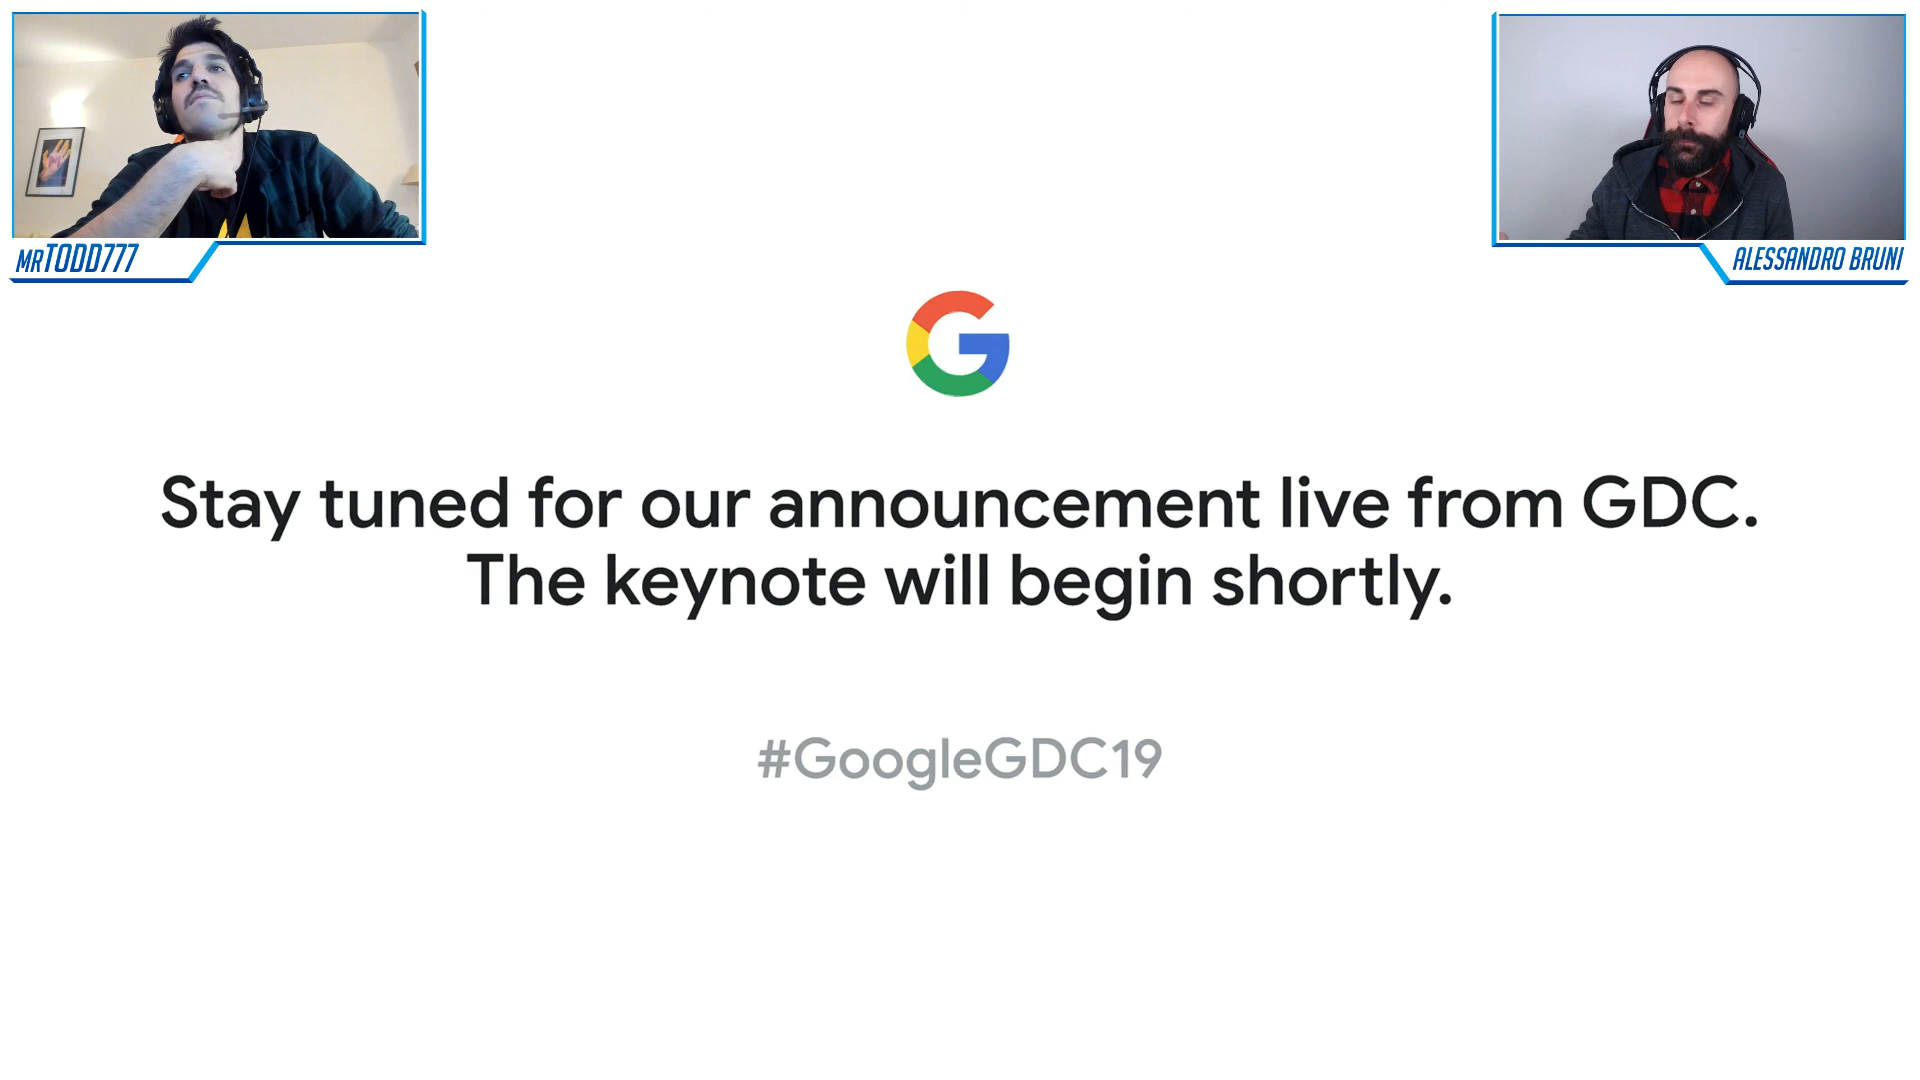 MRTODD777
ALESSANDRO BRUNI
Stay tuned for our announcement live from GDC.
The keynote will begin shortly.
#GoogleGDC19